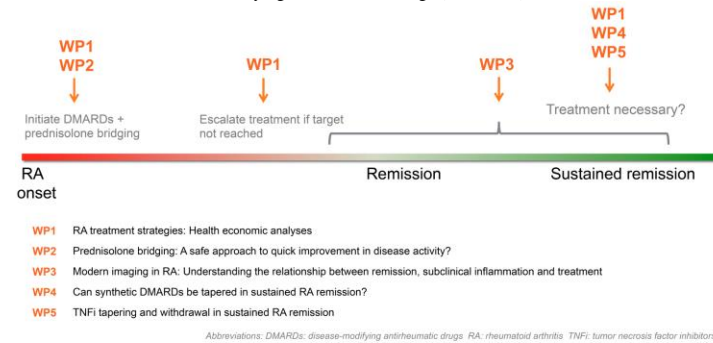 WP1
WP2
WP1
WP3
WP1
WP4
WP5
Initiate DMARDs +
prednisolone bridging
Escalate treatment if target
not reached
Treatment necessary?
RA
onset
Remission
Sustained remission
WP1 RA treatment strategies: Health economic analyses
WP2 Prednisolone bridging: A safe approach to quick improvement in disease activity?
WP3 Modern imaging in RA: Understanding the relationship between remission, subclinical inflammation and treatment
WP4 Can synthetic DMARDs be tapered in sustained RA remission?
WP5 TNFi tapering and withdrawal in sustained RA remission
Abbreviations: DMARDs: disease-modifying antirheumatic drugs RA: rheumatoid arthritis TNFi: tumor necrosis factor inhibitors